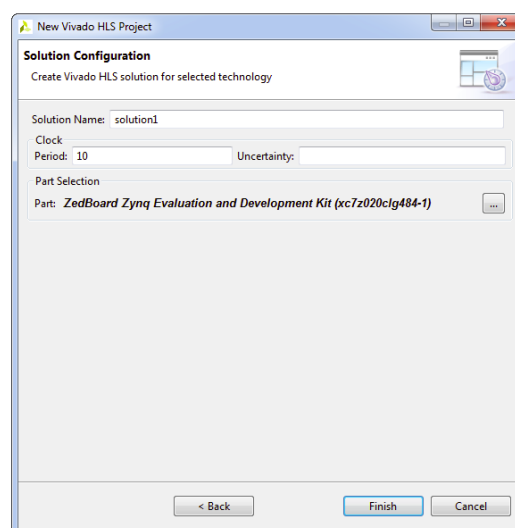 New Vivado HLS Project
Solution Configuration
Create Vivado HLS solution for selected technology
Solution Name: solution1
Clock
Period: 10 Uncertainty:
Part Selection
Part: ZedBoard Zynq Evaluation and Development Kit (xc7z020clg484-1) ...
< Back Finish Cancel